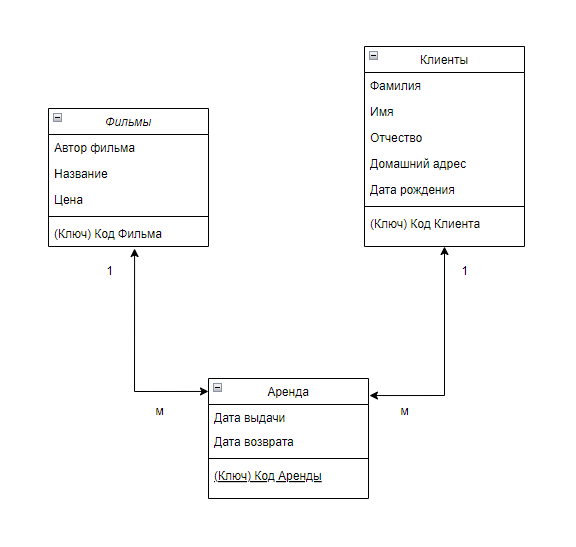 Клиенты
Фамилия
Имя
Отчество
Домашний адрес
Дата рождения
(Ключ) Код Клиента
Фильмы
Автор фильма
Название
Цена
(Ключ) Код Фильма
1
1
м
м
Аренда
Дата выдачи
Дата возврата
(Ключ) Код Аренды